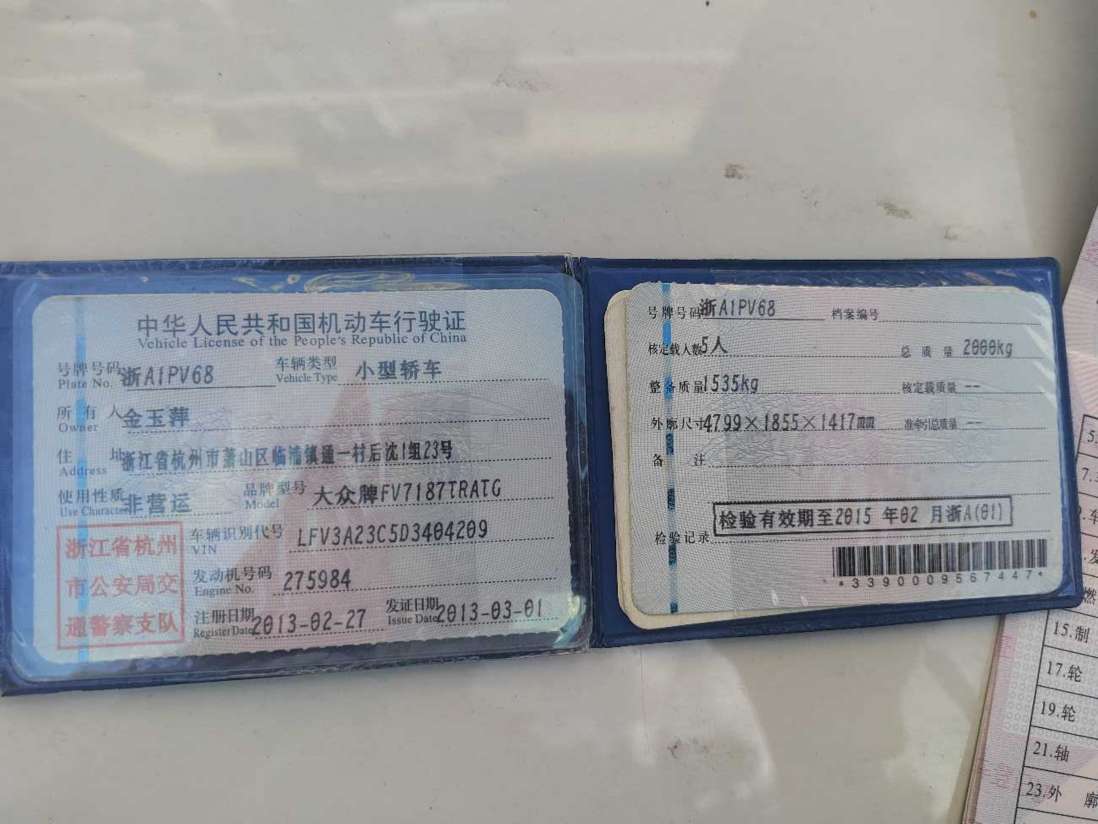 中华人民共和国机动车行驶证
Vehicle License of the People's Republic of China
号牌号码 浙A1PV68 车辆类型 小型轿车
Plate No. Vehicle Type
所有人 金玉萍
Owner
住址 浙江省杭州市萧山区临浦镇通一村后沈1组23号
Address
使用性质 非营运 品牌型号 大众牌FV7187TRATG
Use Character Model
浙江省杭州
市公安局交
通警察支队
车辆识别代号 LFV3A23C5D3404209
VIN
发动机号码 275984
Engine No.
注册日期 2013-02-27 发证日期 2013-03-01
Register Date Issue Date
号牌号码 浙A1PV68 档案编号
核定载人数 5人 总质量 2000kg
整备质量 1535kg 核定载质量 --
外廓尺寸 4799×1855×1417mm 准牵引总质量 --
备注
检验有效期至2015 年02 月浙A(01)
检验记录
*3390009567447*
15.制
17.轮
19.轮
21.轴
23.外 廓